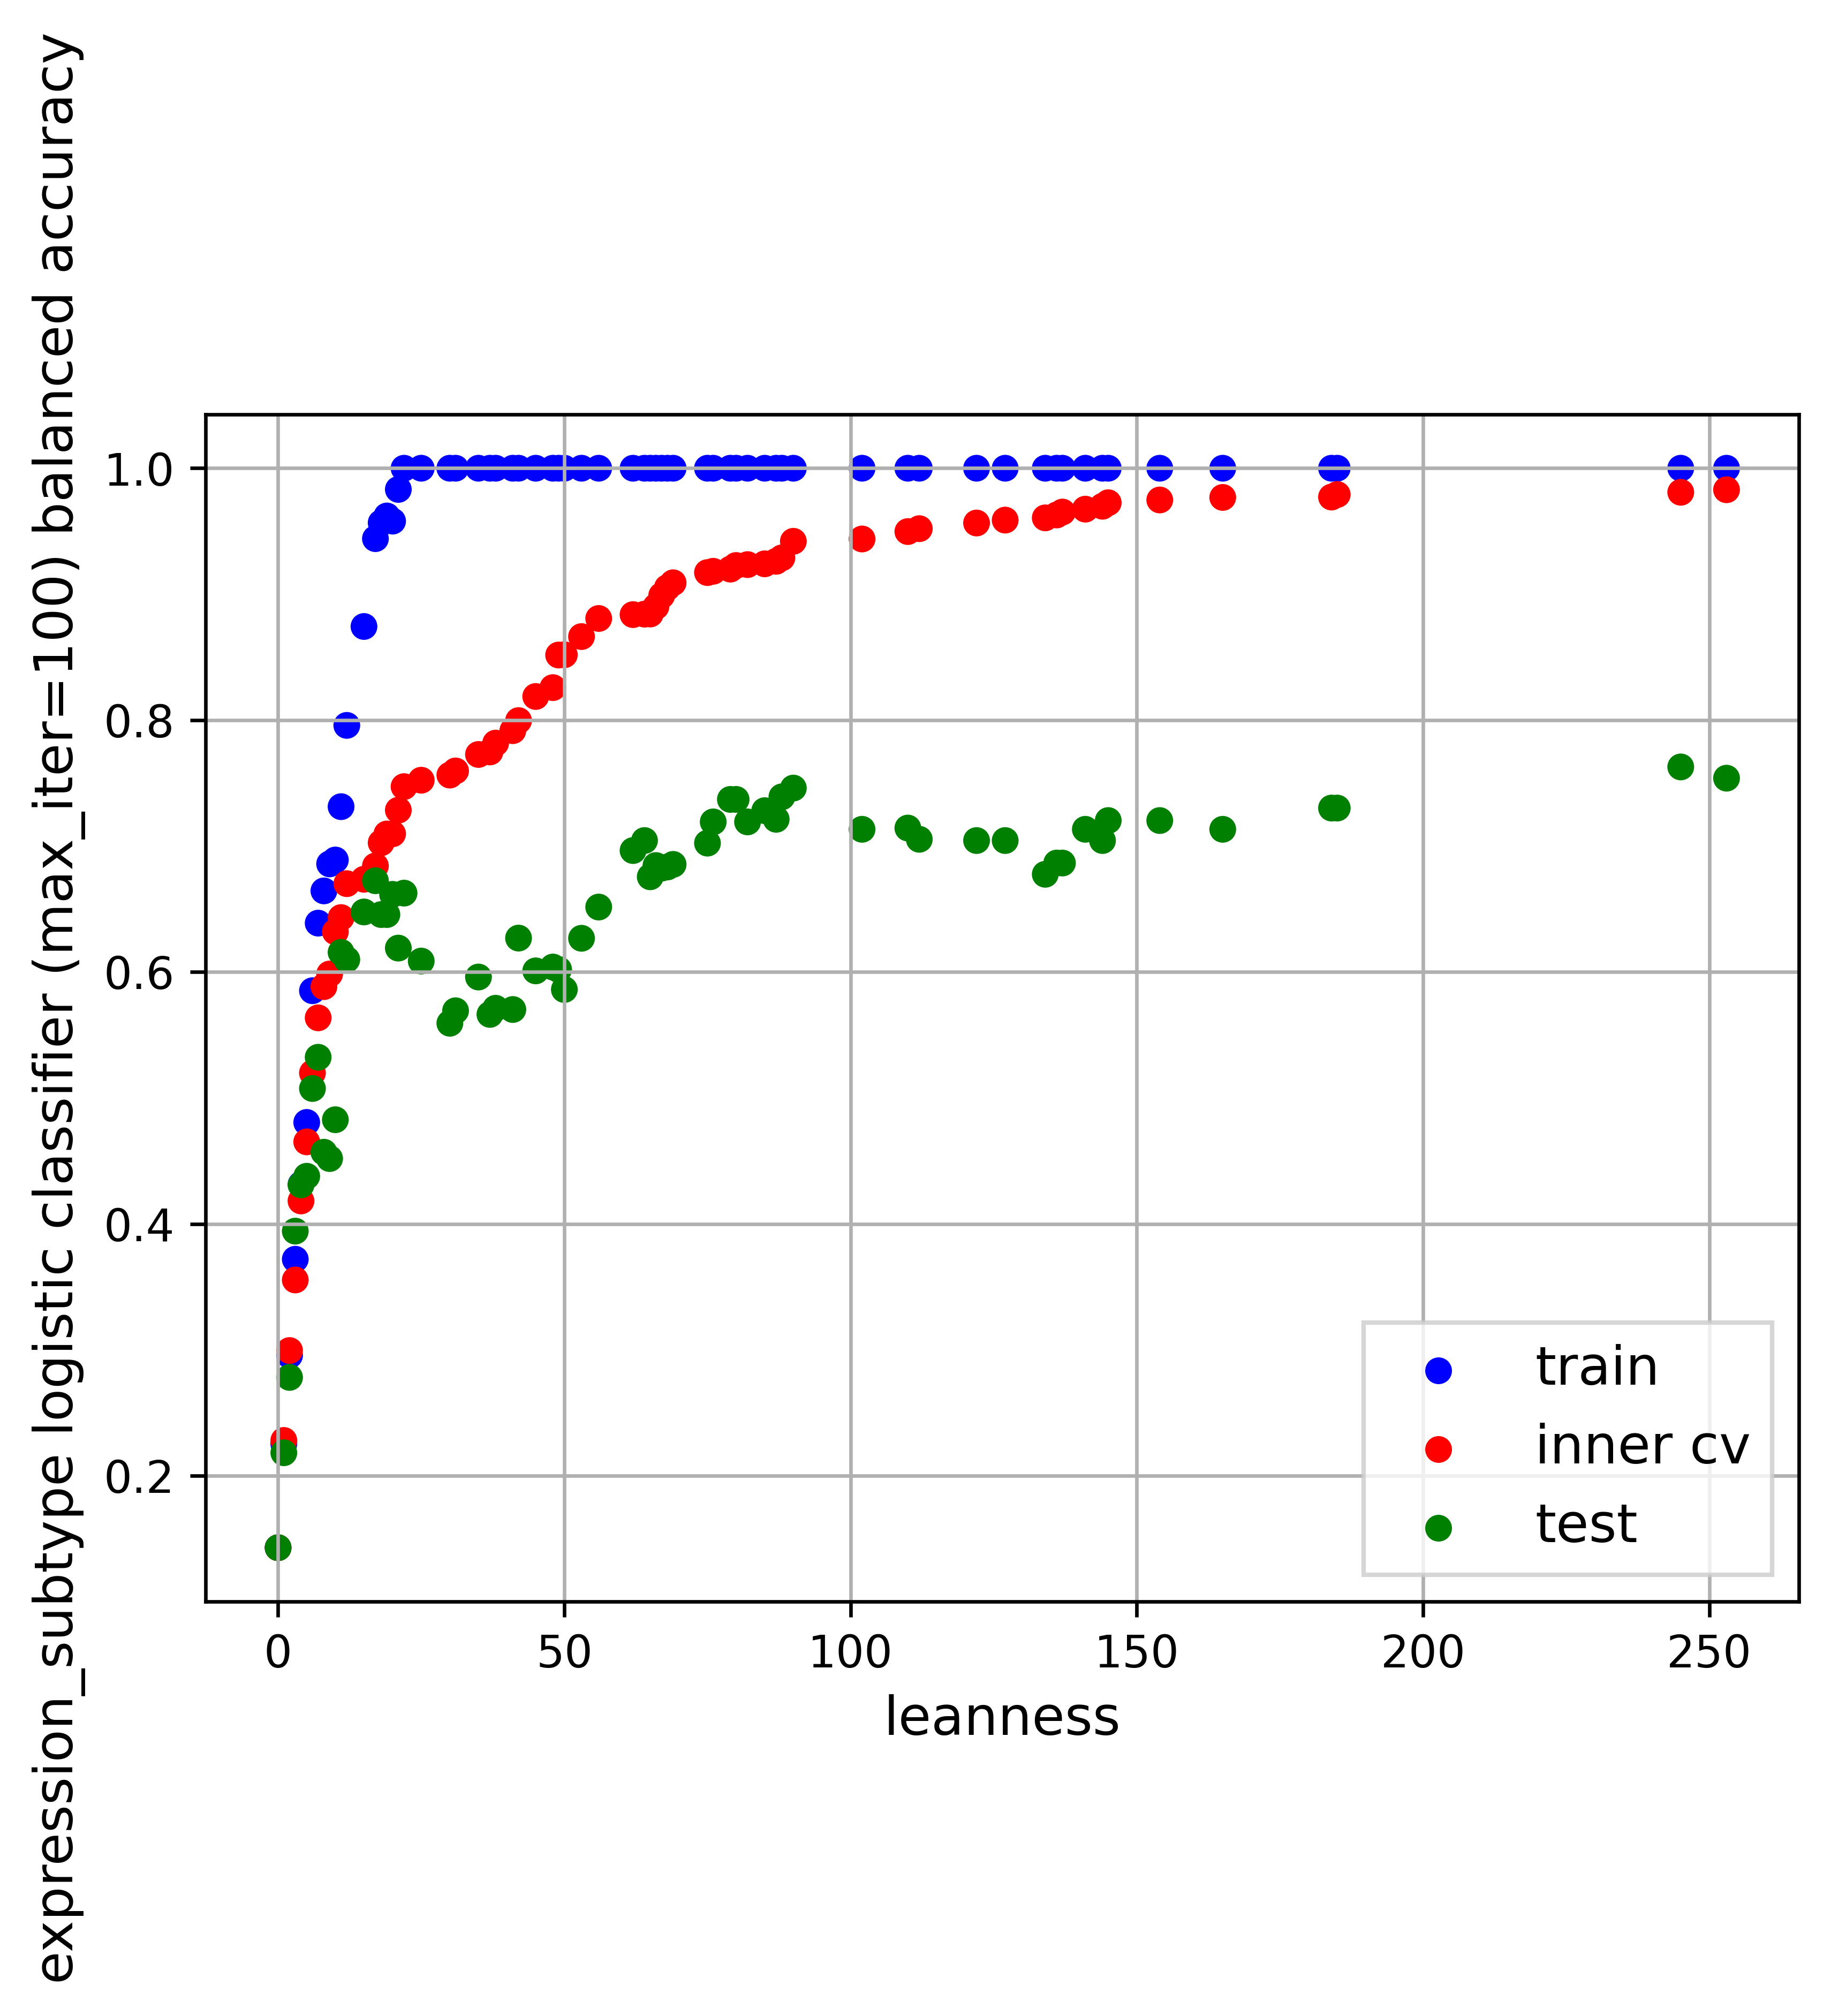 expression_subtype logistic classifier (max_iter=100) balanced accuracy
1.0
0.8
0.6
0.4
0.2
0 50 100 150 200 250
leanness
train
inner cv
test